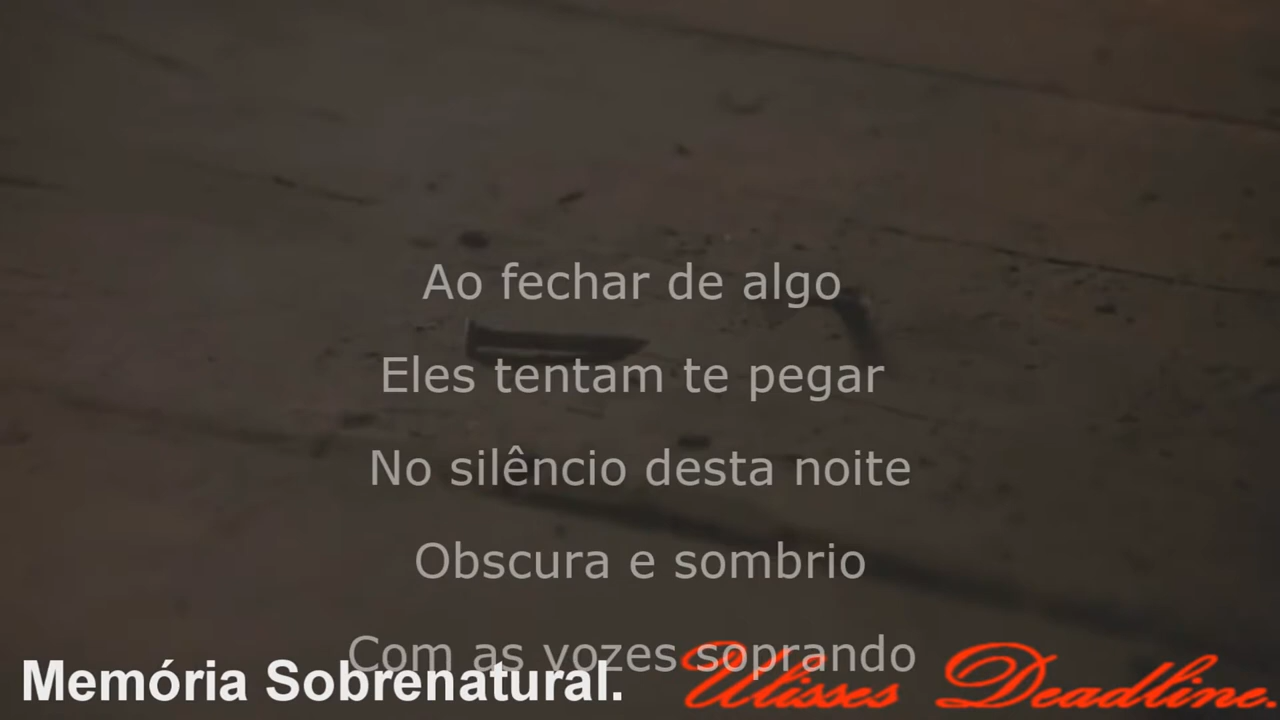 Ao fechar de algo
Eles tentam te pegar
No silêncio desta noite
Obscura e sombrio
Com as vozes soprando
Memória Sobrenatural.
Ulisses Deadline.